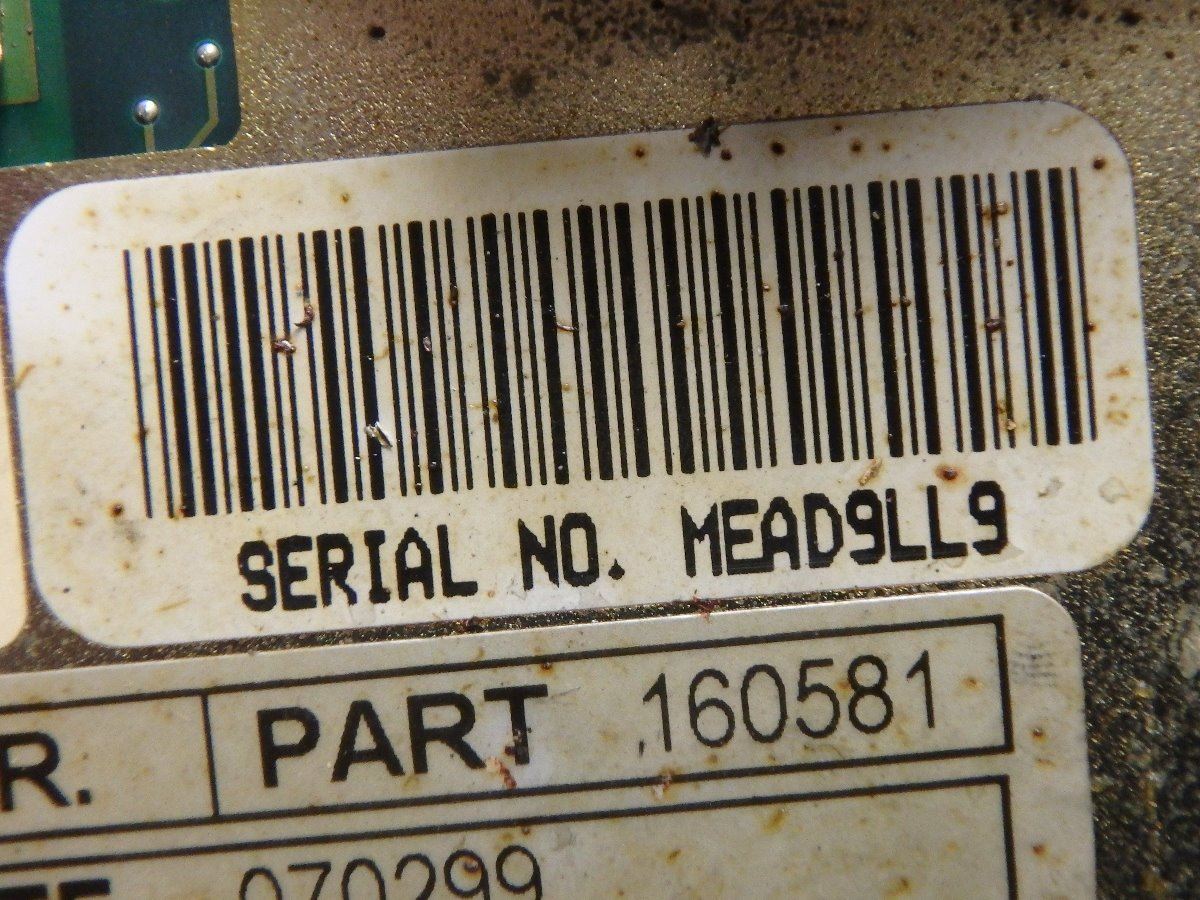 SERIAL NO. MEAD9LL9
R. PART 160581
070299